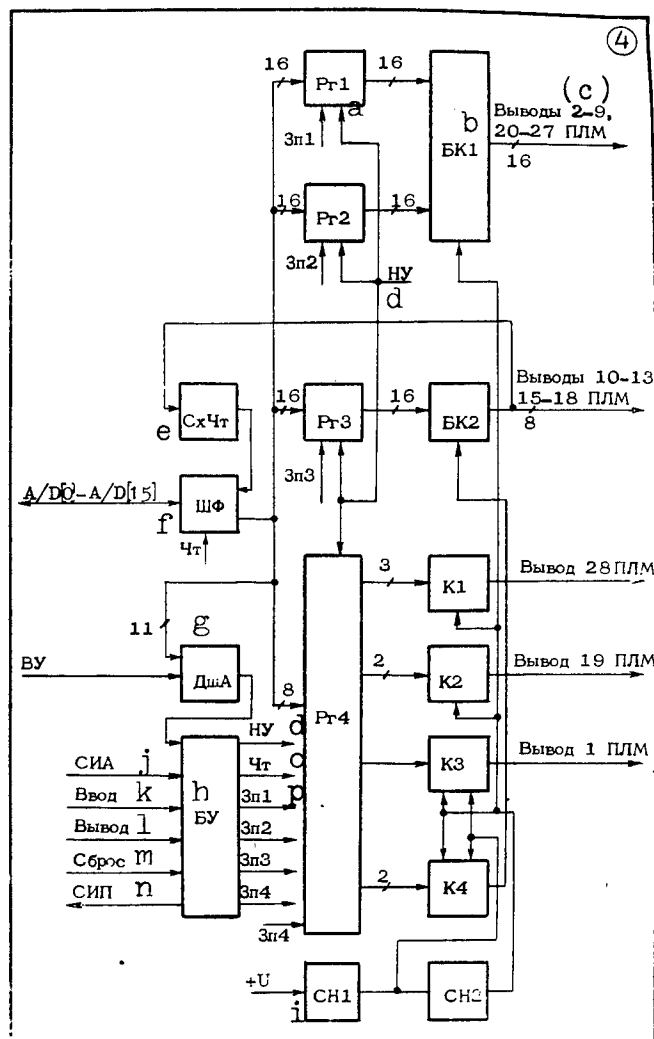 4
16 Рг1 16
a
Зп1
b
БК1
(c)
Выводы 2-9,
20-27 ПЛМ
16
16 Рг2 16
Зп2
НУ
d
Выводы 10-13
15-18 ПЛМ
8
16 Рг3 16
БК2
Зп3
e СхЧт
A/D[0]-A/D[15]
f ШФ
Чт
3 К1 Вывод 28 ПЛМ
11 g
ВУ
ДшА
8
Рг4
2 К2 Вывод 19 ПЛМ
К3 Вывод 1 ПЛМ
2 К4
h
БУ
СИА j
Ввод k
Вывод l
Сброс m
СИП n
НУ d
Чт o
Зп1 p
Зп2
Зп3
Зп4
Зп4
+U
i СН1
СН2